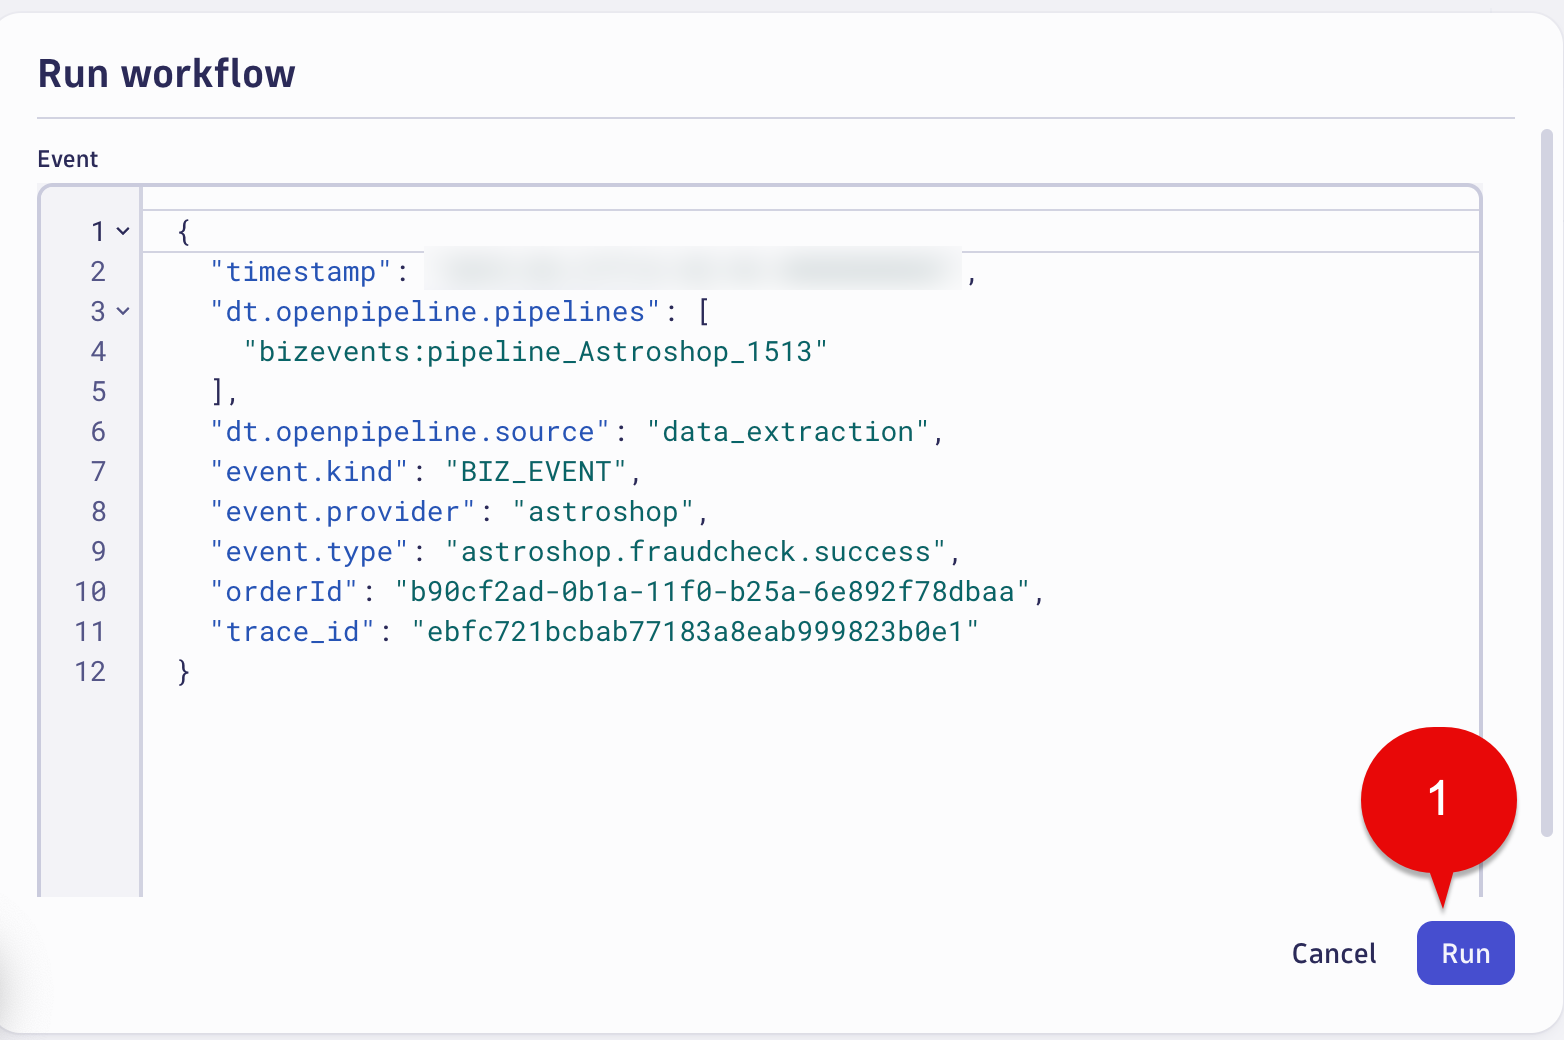 Run workflow
Event
1 {
2 "timestamp": ,
3 "dt.openpipeline.pipelines": [
4 "bizevents:pipeline_Astroshop_1513"
5 ],
6 "dt.openpipeline.source": "data_extraction",
7 "event.kind": "BIZ_EVENT",
8 "event.provider": "astroshop",
9 "event.type": "astroshop.fraudcheck.success",
10 "orderId": "b90cf2ad-0b1a-11f0-b25a-6e892f78dbaa",
11 "trace_id": "ebfc721bcbab77183a8eab999823b0e1"
12 }
1
Cancel Run